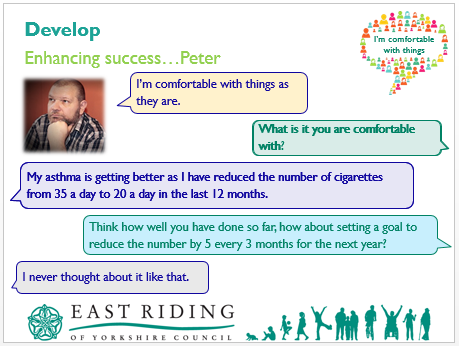 Develop
Enhancing success…Peter
I'm comfortable
with things
I'm comfortable with things as
they are.
What is it you are comfortable
with?
My asthma is getting better as I have reduced the number of cigarettes
from 35 a day to 20 a day in the last 12 months.
Think how well you have done so far, how about setting a goal to
reduce the number by 5 every 3 months for the next year?
I never thought about it like that.
EAST RIDING
OF YORKSHIRE COUNCIL